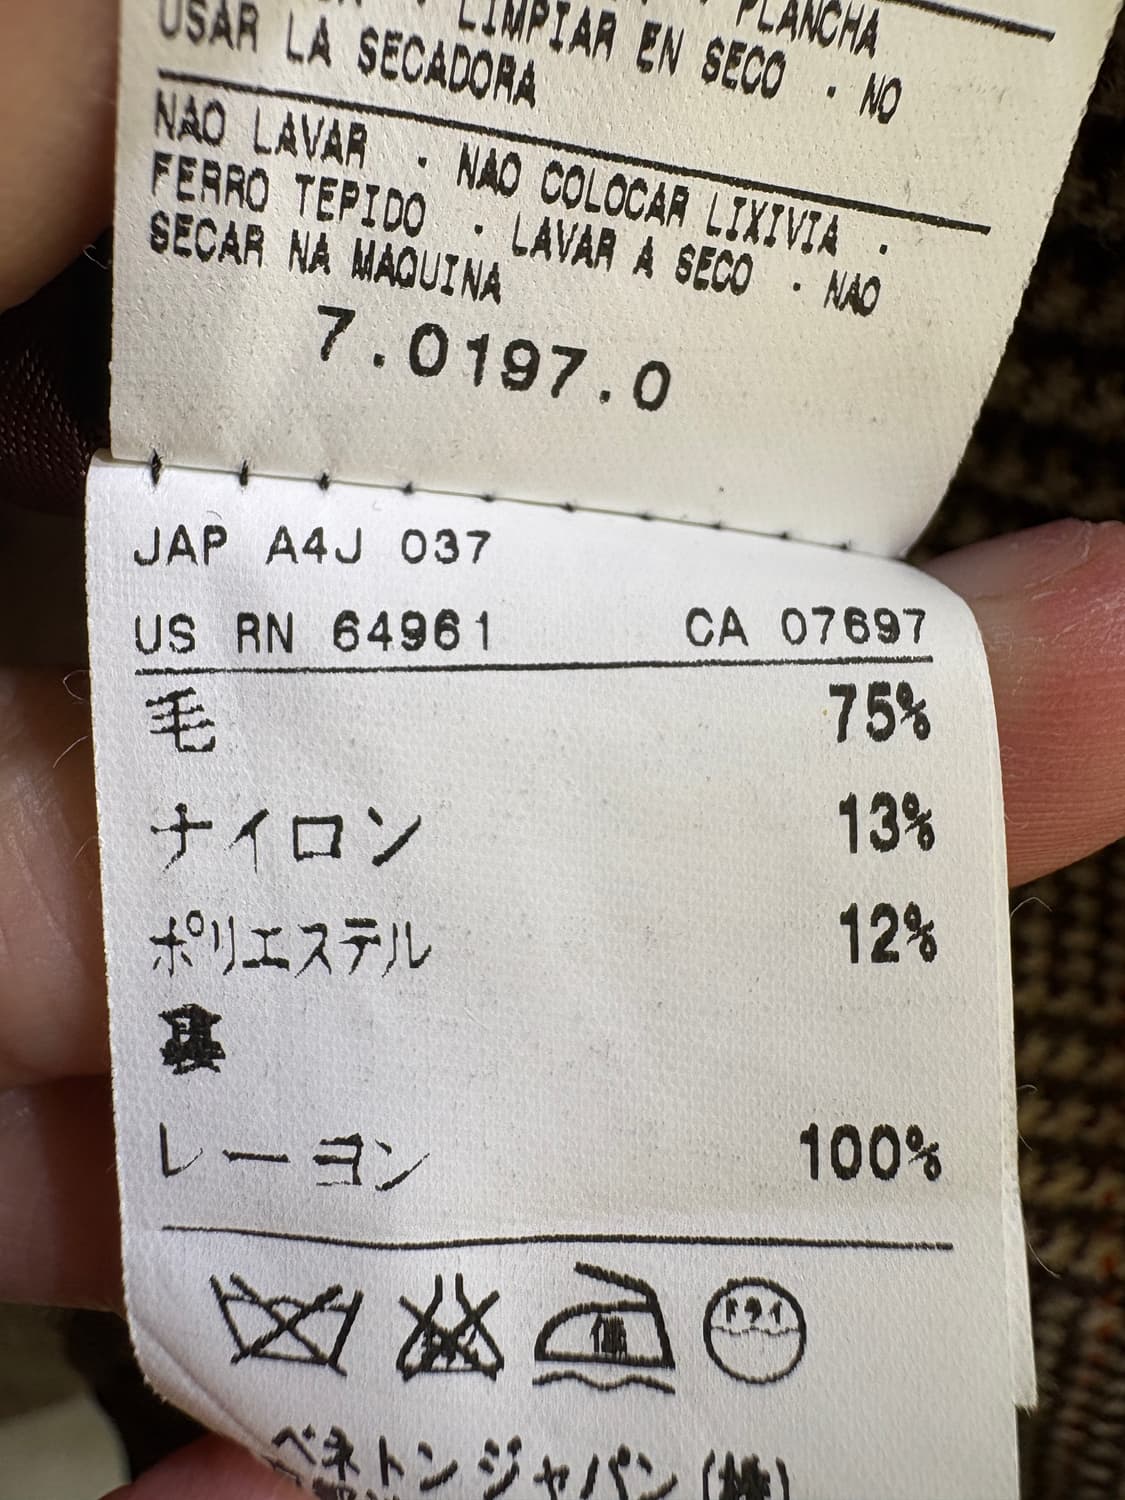 PLANCHA
LIMPIAR EN SECO · NO
USAR LA SECADORA
NAO LAVAR · NAO COLOCAR LIXIVIA ·
FERRO TEPIDO · LAVAR A SECO · NAO
SECAR NA MAQUINA
7.0197.0
JAP A4J 037
US RN 64961 CA 07697
毛 75%
ナイロン 13%
ポリエステル 12%
裏
レーヨン 100%
ドライ
ベネトンジャパン(株)